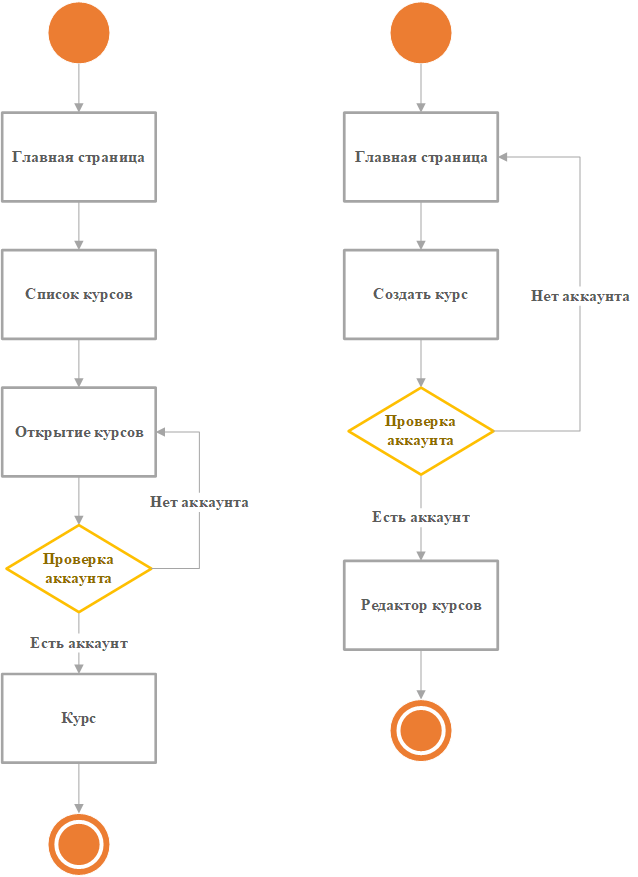 Главная страница
Список курсов
Открытие курсов
Нет аккаунта
Проверка
аккаунта
Есть аккаунт
Курс
Главная страница
Создать курс
Нет аккаунта
Проверка
аккаунта
Есть аккаунт
Редактор курсов